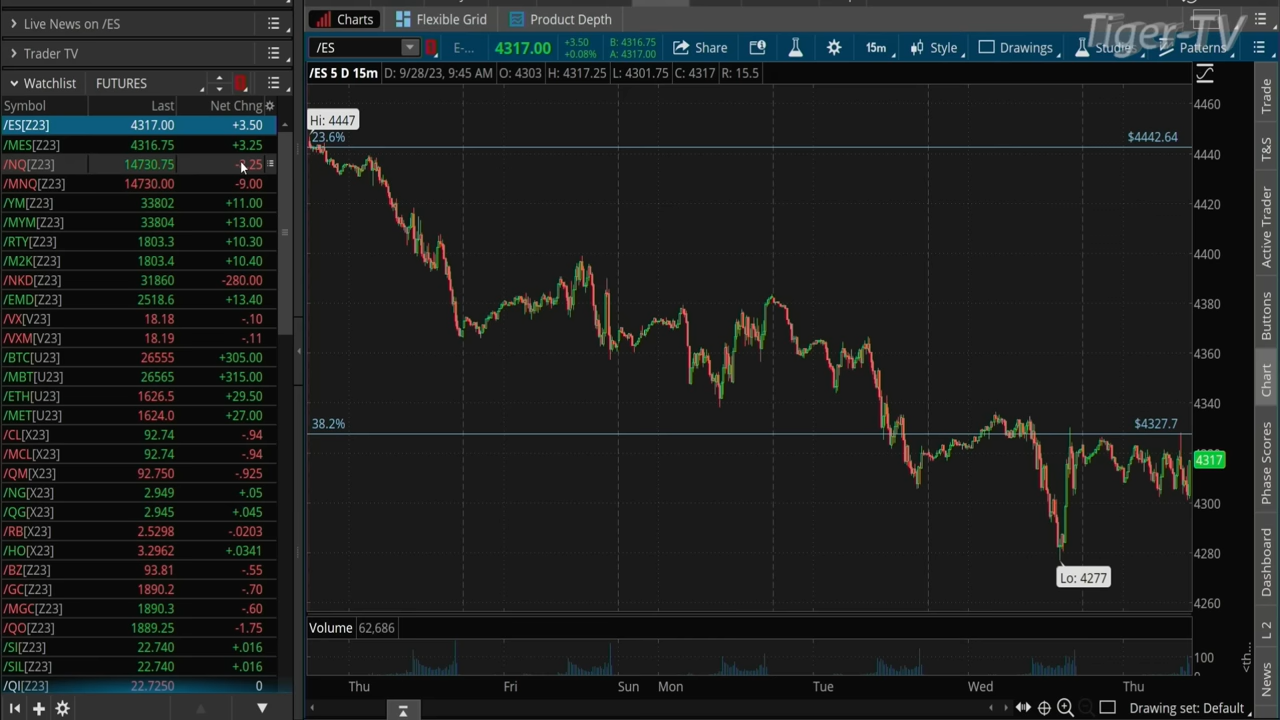 Live News on /ES
Trader TV
Watchlist FUTURES
Symbol Last Net Chng
/ES[Z23] 4317.00 +3.50
/MES[Z23] 4316.75 +3.25
/NQ[Z23] 14730.75
/MNQ[Z23] 14730.00 -9.00
/YM[Z23] 33802 +11.00
/MYM[Z23] 33804 +13.00
/RTY[Z23] 1803.3 +10.30
/M2K[Z23] 1803.4 +10.40
/NKD[Z23] 31860 -280.00
/EMD[Z23] 2518.6 +13.40
/VX[V23] 18.18 -.10
/VXM[V23] 18.19 -.11
/BTC[U23] 26555 +305.00
/MBT[U23] 26565 +315.00
/ETH[U23] 1626.5 +29.50
/MET[U23] 1624.0 +27.00
/CL[X23] 92.74 -.94
/MCL[X23] 92.74 -.94
/QM[X23] 92.750 -.925
/NG[X23] 2.949 +.05
/QG[X23] 2.945 +.045
/RB[X23] 2.5298 -.0203
/HO[X23] 3.2962 +.0341
/BZ[Z23] 93.81 -.55
/GC[Z23] 1890.2 -.70
/MGC[Z23] 1890.3 -.60
/QO[Z23] 1889.25 -1.75
/SI[Z23] 22.740 +.016
/SIL[Z23] 22.740 +.016
/QI[Z23] 22.7250 0
Charts Flexible Grid Product Depth
Tiger-TV
/ES E-... 4317.00 +3.50 +0.08% B: 4316.75 A: 4317.00 Share 15m Style Drawings Studies Patterns
/ES 5 D 15m D: 9/28/23, 9:45 AM O: 4303 H: 4317.25 L: 4301.75 C: 4317 R: 15.5
Hi: 4447
23.6% $4442.64
38.2% $4327.7
Lo: 4277
4460
4440
4420
4400
4380
4360
4340
4317
4300
4280
4260
Volume 62,686
100
Thu Fri Sun Mon Tue Wed Thu
Drawing set: Default
Trade
T&S
Active Trader
Buttons
Chart
Phase Scores
Dashboard
L 2
News
<th...